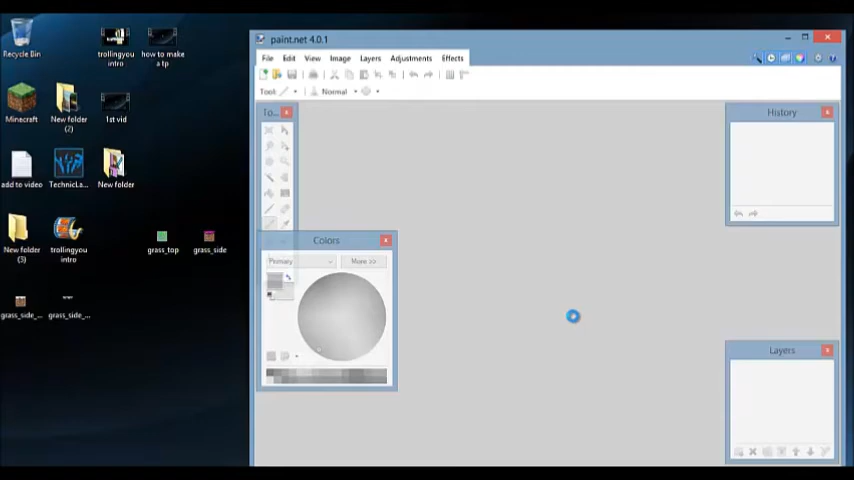 Recycle Bin
trollingyou
intro
how to make
a tp
Minecraft
New folder
(2)
1st vid
add to video
TechnicLa...
New folder
New folder
(3)
trollingyou
intro
grass_top
grass_side
grass_side_...
grass_side_...
paint.net 4.0.1
File Edit View Image Layers Adjustments Effects
Tool:
Normal
To...
History
Colors
Primary
More >>
Layers